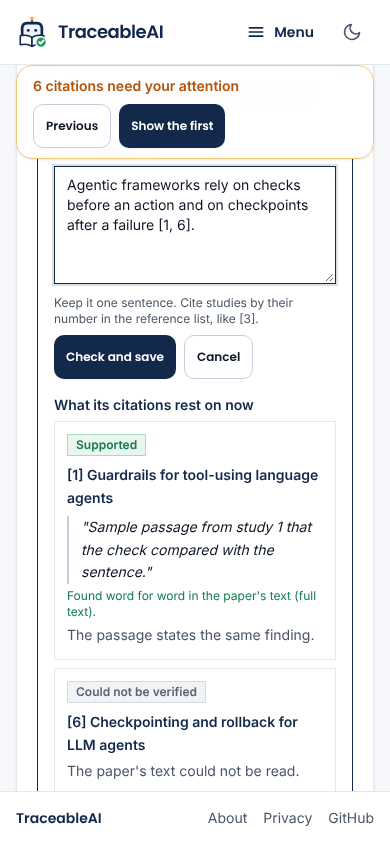 TraceableAI
Menu
6 citations need your attention
Previous
Show the first
Agentic frameworks rely on checks
before an action and on checkpoints
after a failure [1, 6].
Keep it one sentence. Cite studies by their
number in the reference list, like [3].
Check and save
Cancel
What its citations rest on now
Supported
[1] Guardrails for tool-using language
agents
"Sample passage from study 1 that
the check compared with the
sentence."
Found word for word in the paper's text (full
text).
The passage states the same finding.
Could not be verified
[6] Checkpointing and rollback for
LLM agents
The paper's text could not be read.
TraceableAI
About
Privacy
GitHub